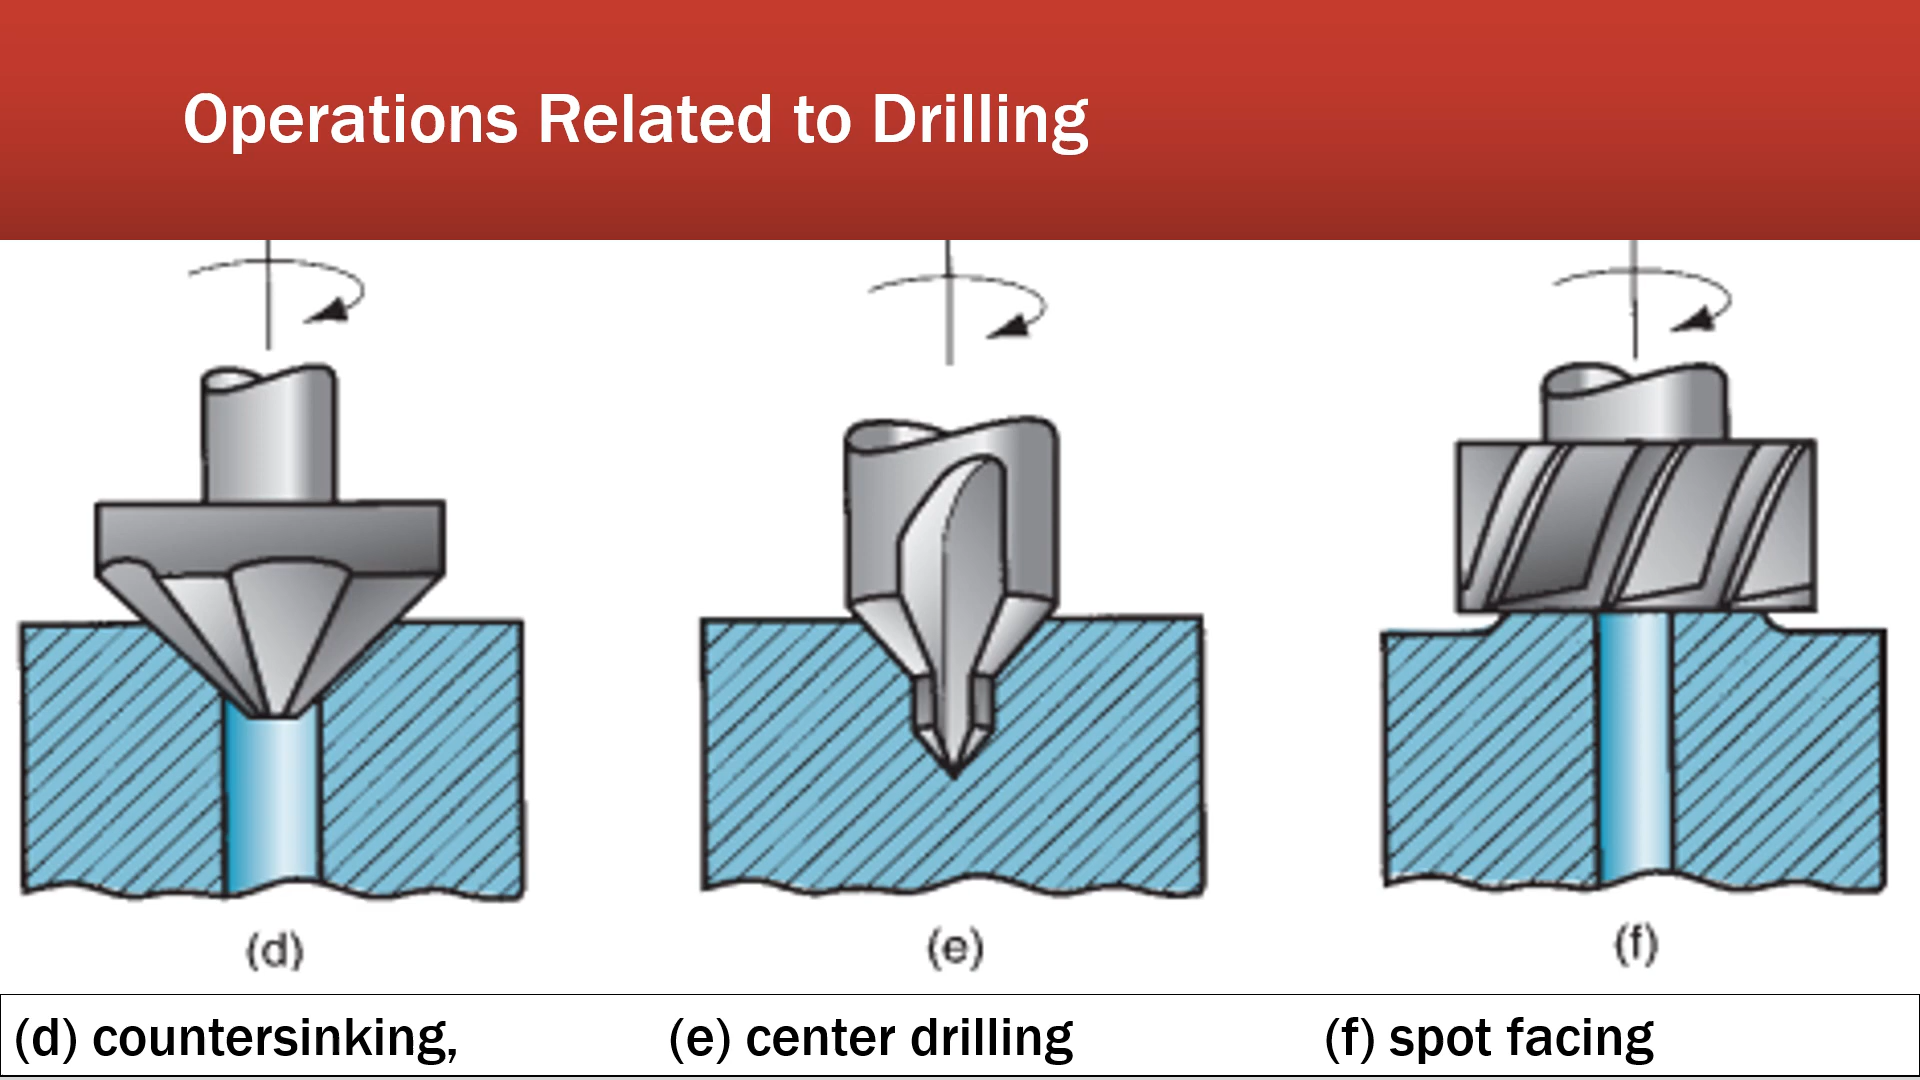 Operations Related to Drilling
(d) (e) (f)
(d) countersinking, (e) center drilling (f) spot facing